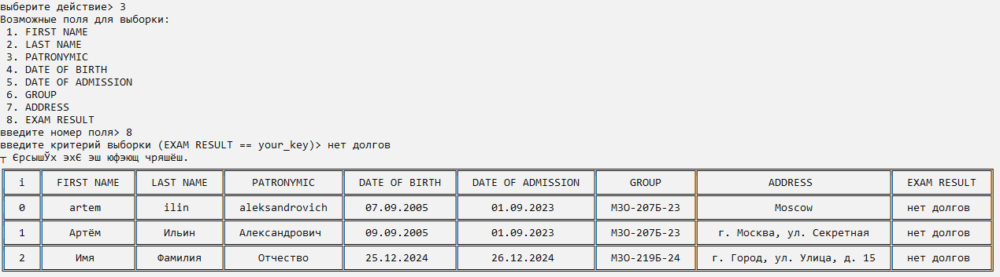 выберите действие> 3
Возможные поля для выборки:
1. FIRST NAME
2. LAST NAME
3. PATRONYMIC
4. DATE OF BIRTH
5. DATE OF ADMISSION
6. GROUP
7. ADDRESS
8. EXAM RESULT
введите номер поля> 8
введите критерий выборки (EXAM RESULT == your_key)> нет долгов
┬ ЄрсышЎх эхЄ эш юфэющ чряшёш.
i FIRST NAME LAST NAME PATRONYMIC DATE OF BIRTH DATE OF ADMISSION GROUP ADDRESS EXAM RESULT
0 artem ilin aleksandrovich 07.09.2005 01.09.2023 М3О-207Б-23 Moscow нет долгов
1 Артём Ильин Александрович 09.09.2005 01.09.2023 М3О-207Б-23 г. Москва, ул. Секретная нет долгов
2 Имя Фамилия Отчество 25.12.2024 26.12.2024 М3О-219Б-24 г. Город, ул. Улица, д. 15 нет долгов